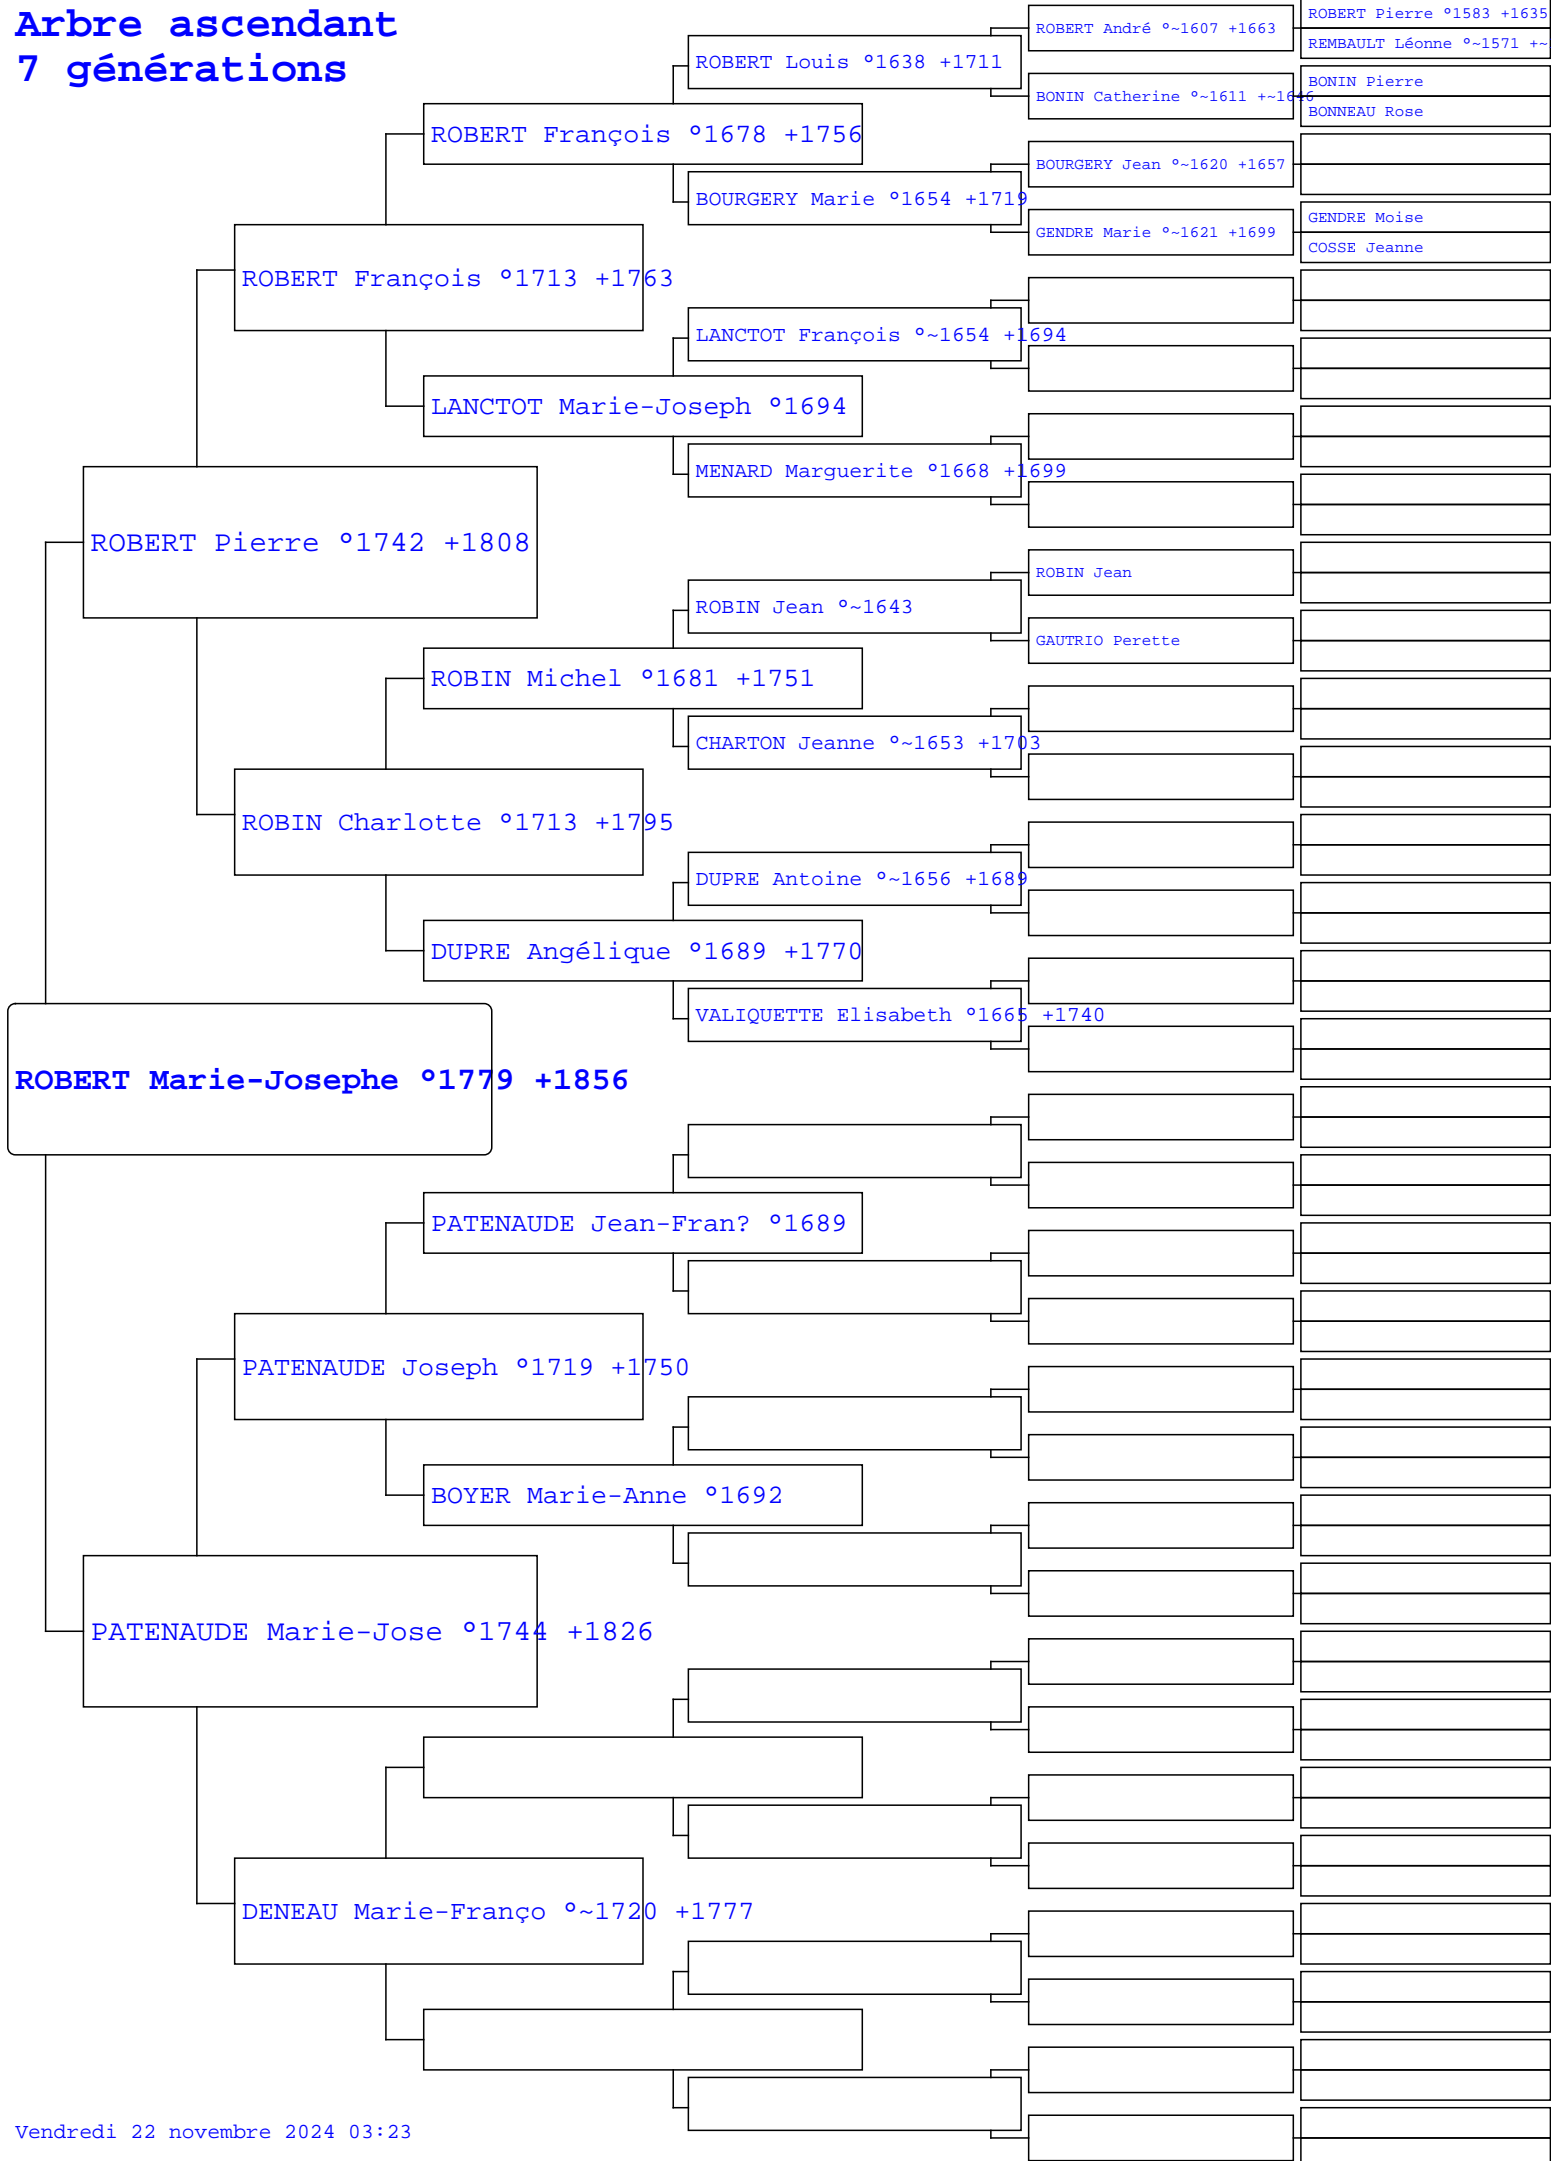 Arbre ascendant
7 générations
ROBERT Pierre °1583 +1635
ROBERT André °~1607 +1663
REMBAULT Léonne °~1571 +~
ROBERT Louis °1638 +1711
BONIN Pierre
BONIN Catherine °~1611 +~1646
BONNEAU Rose
ROBERT François °1678 +1756
BOURGERY Jean °~1620 +1657
BOURGERY Marie °1654 +1719
GENDRE Moise
GENDRE Marie °~1621 +1699
COSSE Jeanne
ROBERT François °1713 +1763
LANCTOT François °~1654 +1694
LANCTOT Marie-Joseph °1694
MENARD Marguerite °1668 +1699
ROBERT Pierre °1742 +1808
ROBIN Jean
ROBIN Jean °~1643
GAUTRIO Perette
ROBIN Michel °1681 +1751
CHARTON Jeanne °~1653 +1703
ROBIN Charlotte °1713 +1795
DUPRE Antoine °~1656 +1689
DUPRE Angélique °1689 +1770
VALIQUETTE Elisabeth °1665 +1740
ROBERT Marie-Josephe °1779 +1856
PATENAUDE Jean-Fran? °1689
PATENAUDE Joseph °1719 +1750
BOYER Marie-Anne °1692
PATENAUDE Marie-Jose °1744 +1826
DENEAU Marie-Franço °~1720 +1777
Vendredi 22 novembre 2024 03:23